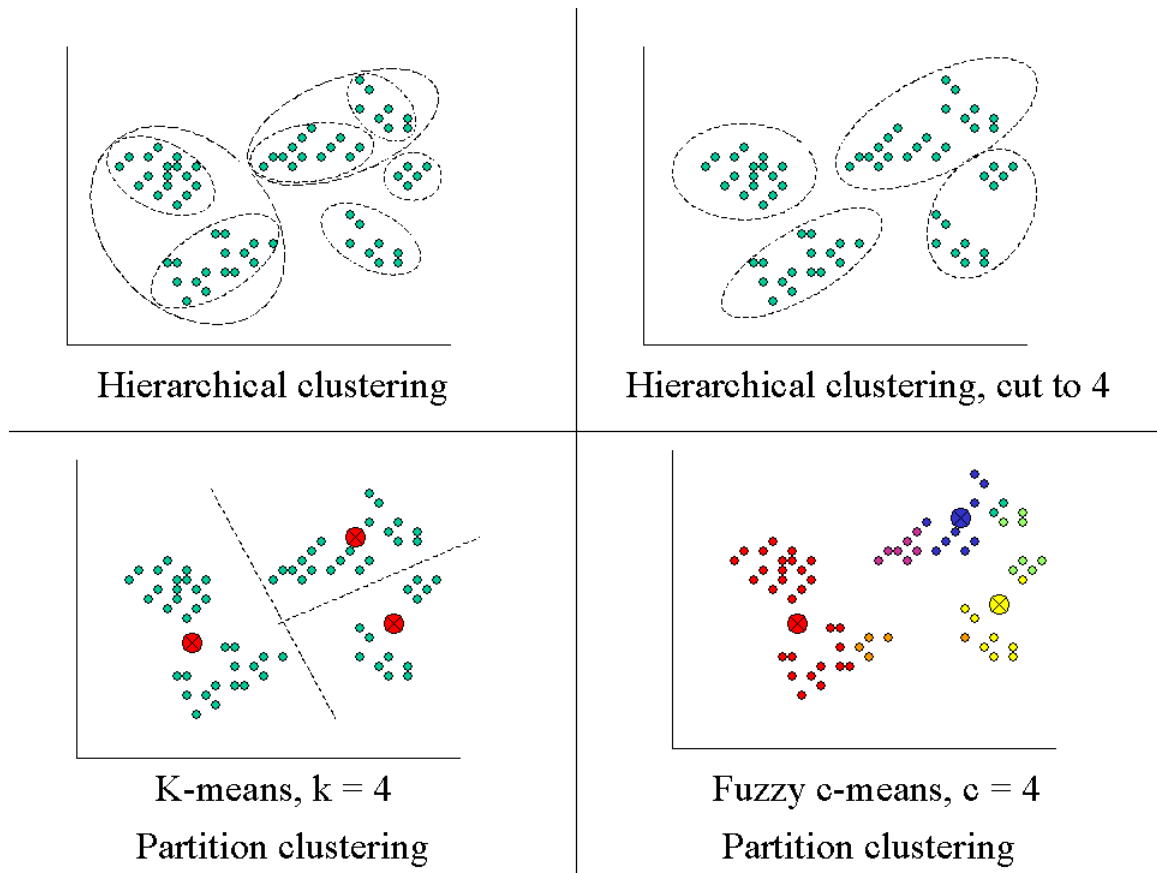 Hierarchical clustering
Hierarchical clustering, cut to 4
K-means, k = 4
Partition clustering
Fuzzy c-means, c = 4
Partition clustering